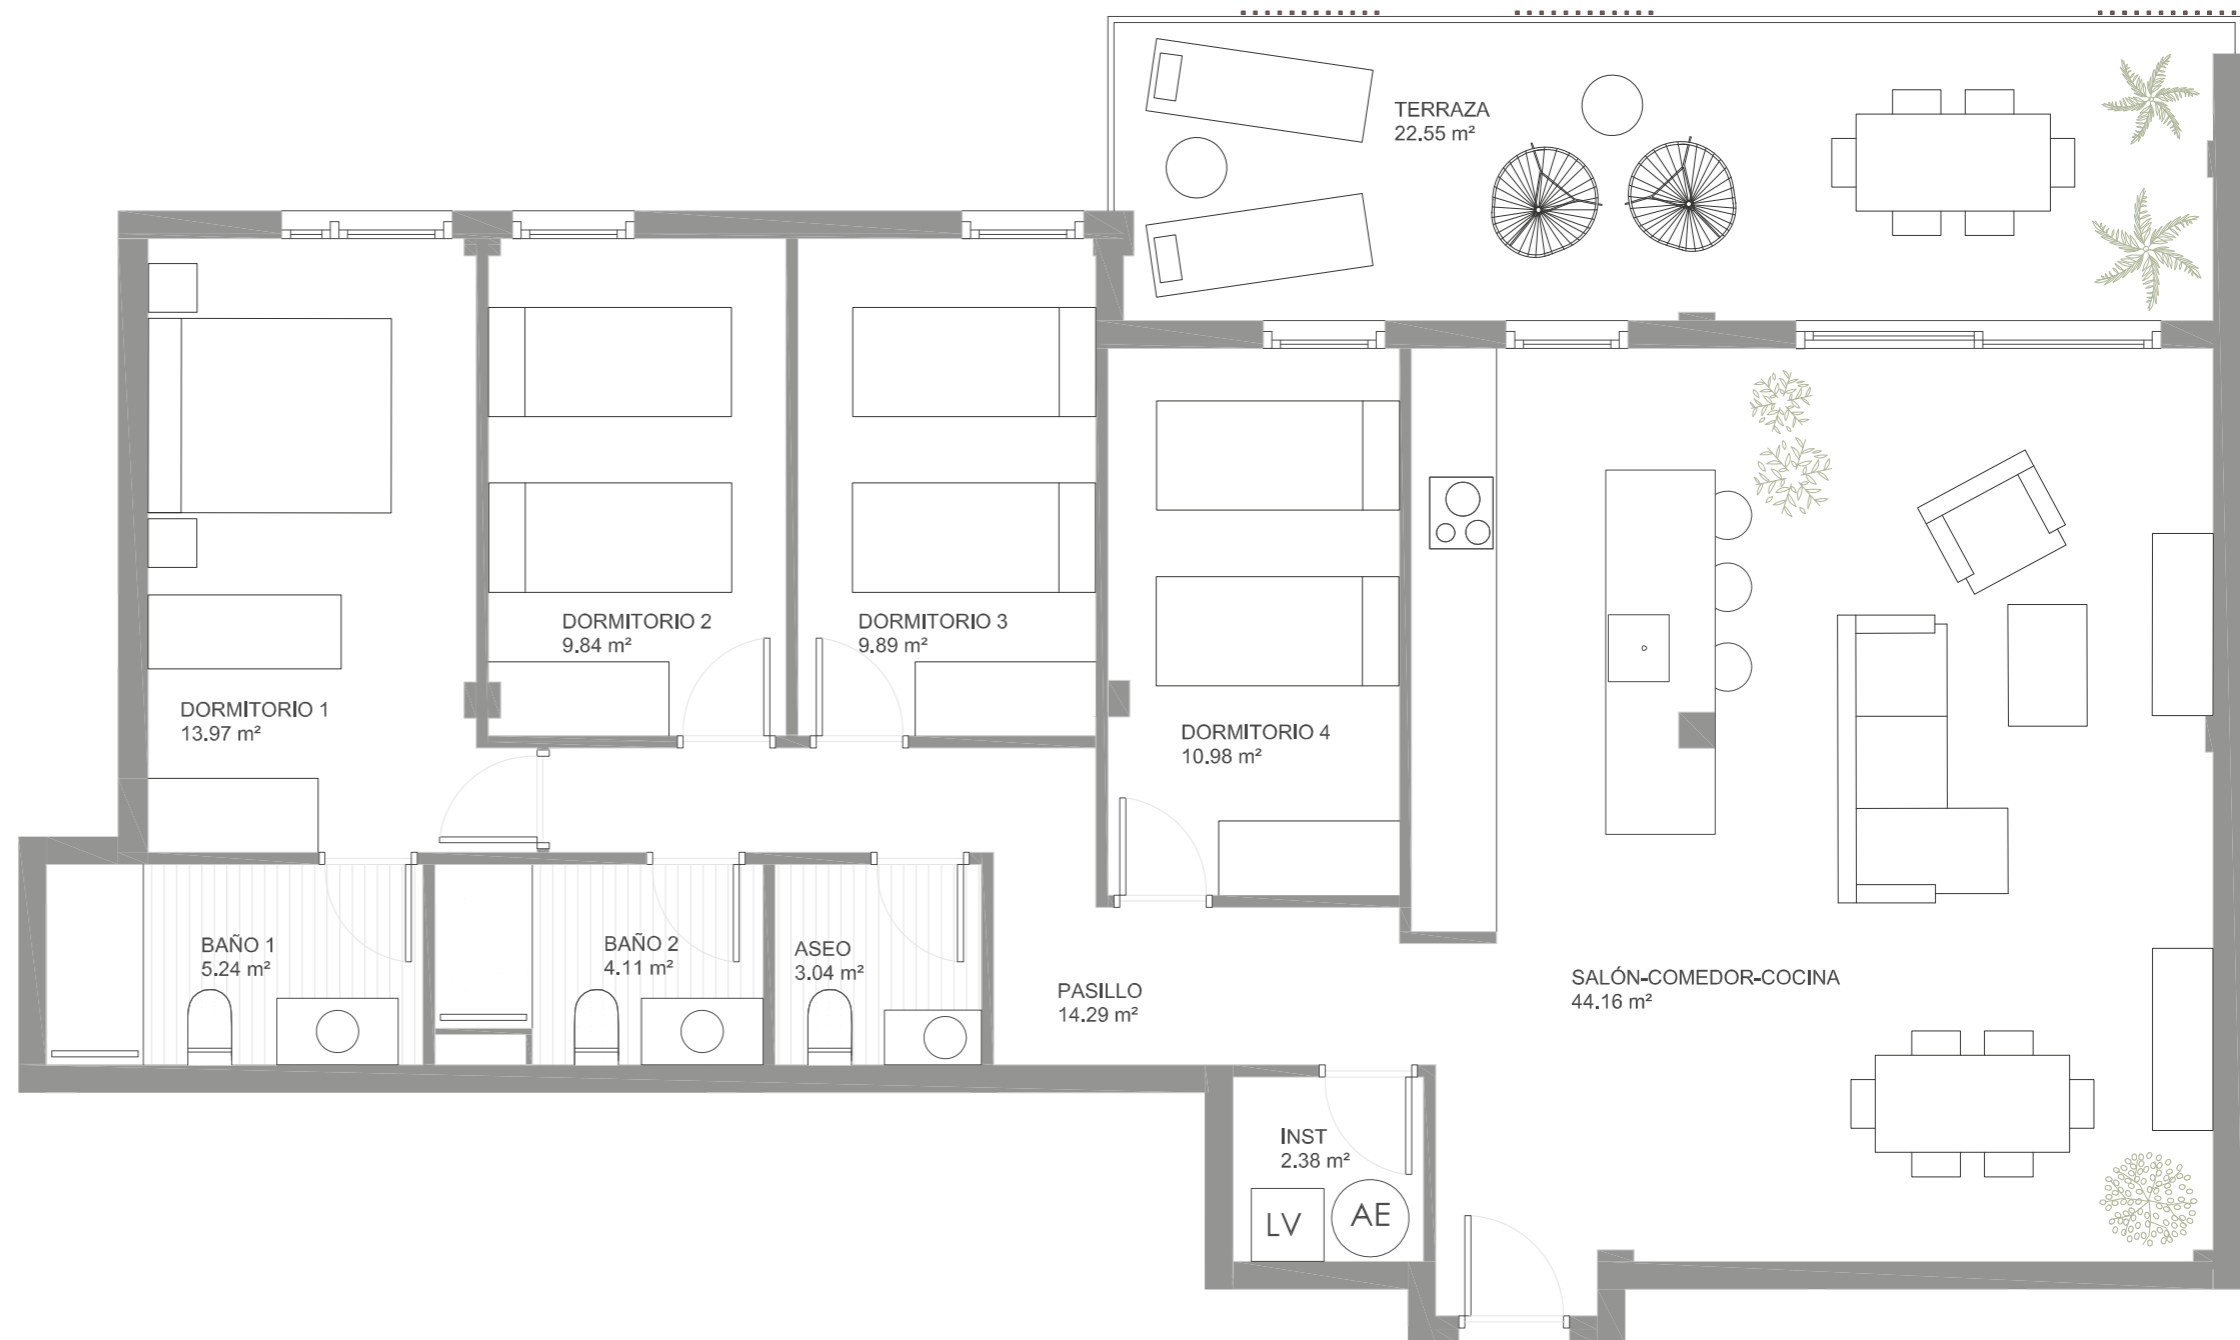 TERRAZA
22.55 m²
DORMITORIO 2
9.84 m²
DORMITORIO 3
9.89 m²
DORMITORIO 1
13.97 m²
DORMITORIO 4
10.98 m²
BAÑO 1
5.24 m²
BAÑO 2
4.11 m²
ASEO
3.04 m²
PASILLO
14.29 m²
SALÓN-COMEDOR-COCINA
44.16 m²
INST
2.38 m²
LV
AE